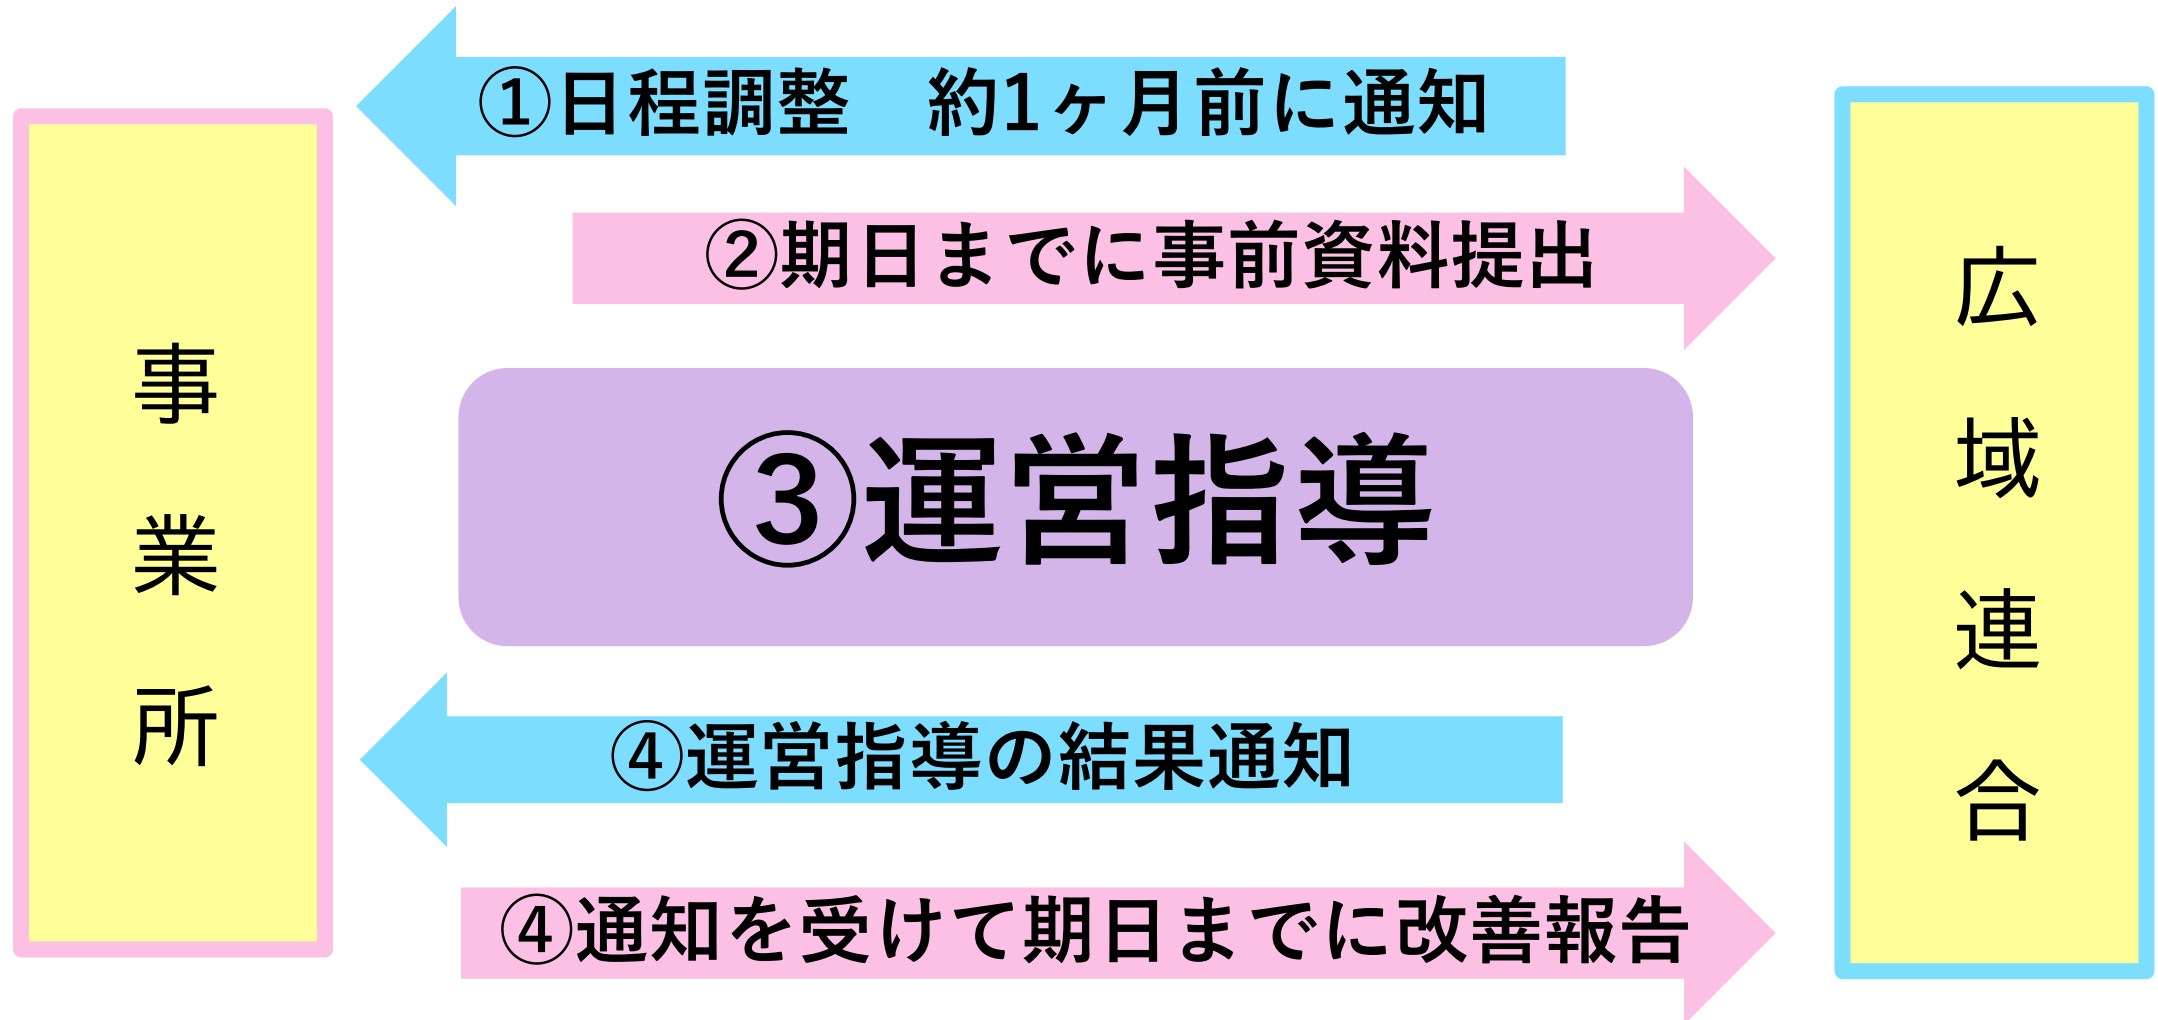 ①日程調整　約1ヶ月前に通知
②期日までに事前資料提出
事業所
③運営指導
広域連合
④運営指導の結果通知
④通知を受けて期日までに改善報告